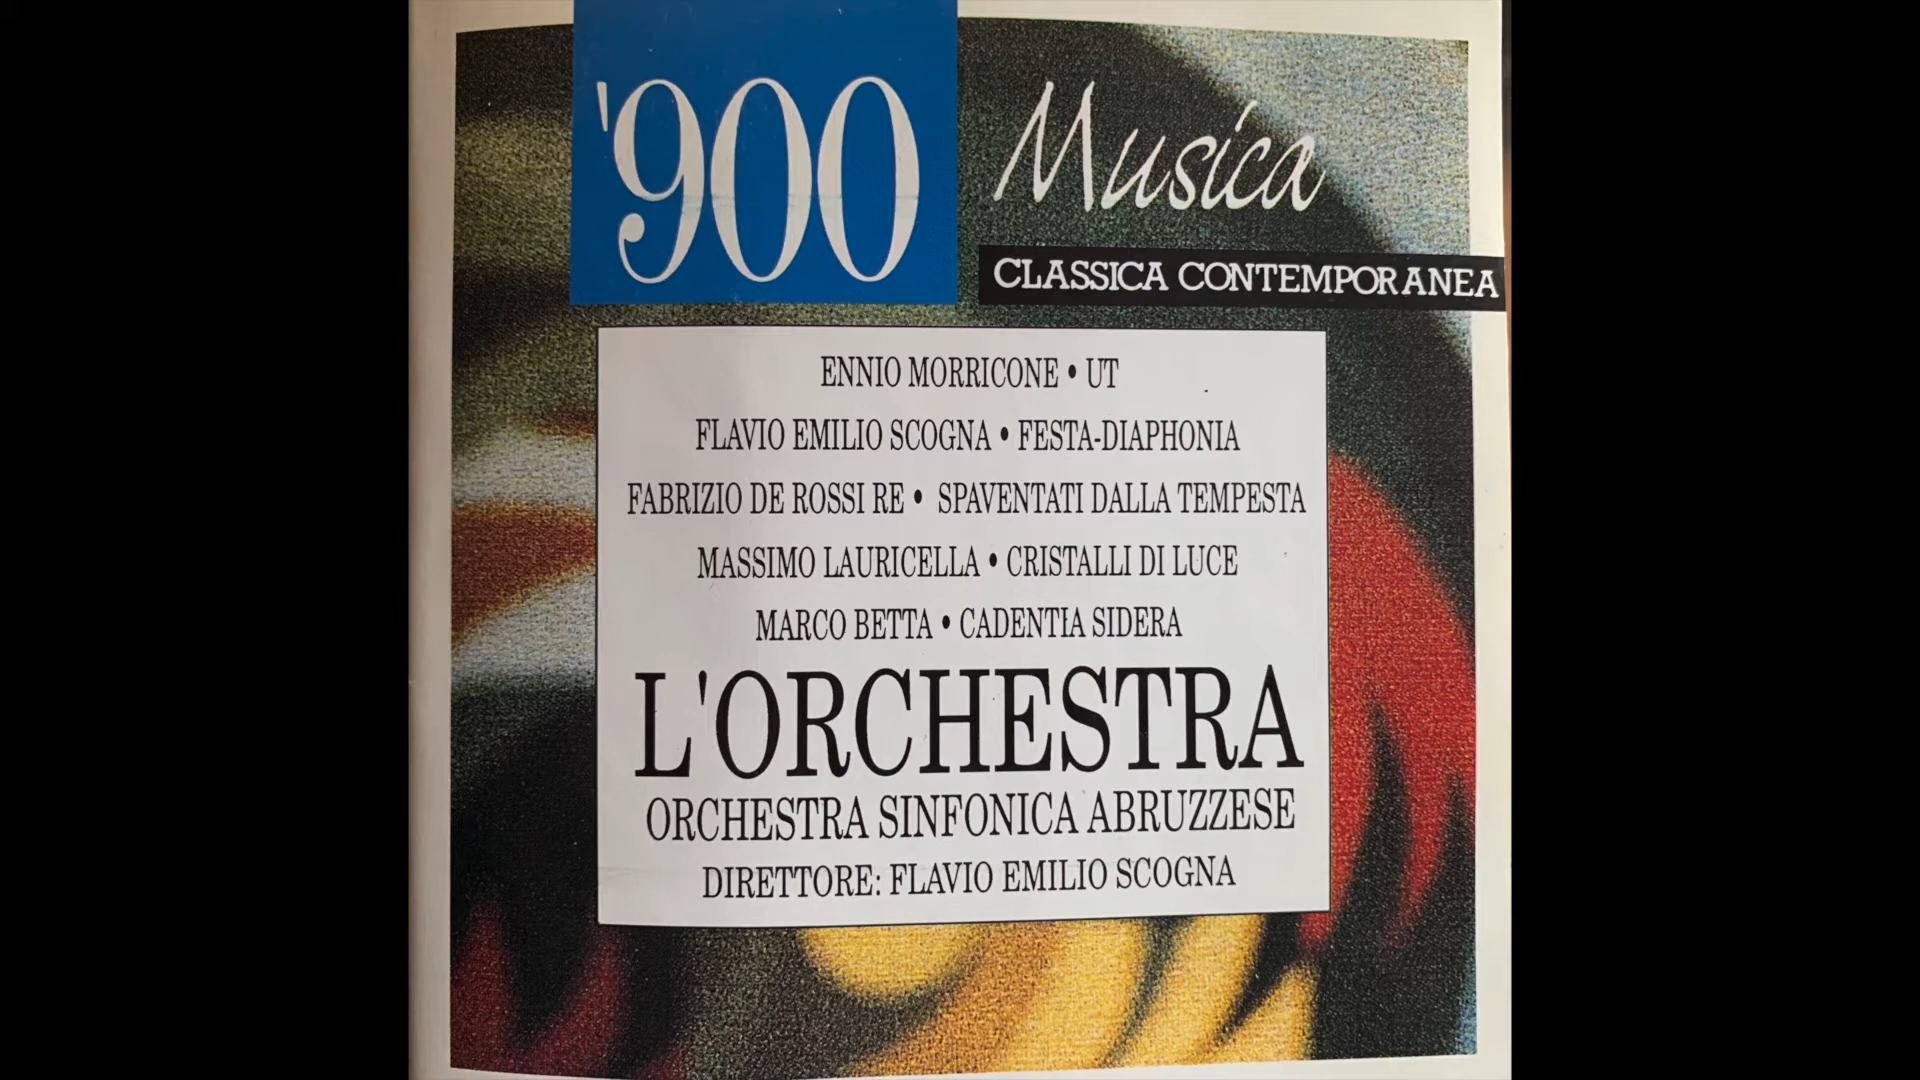 '900
Musica
CLASSICA CONTEMPORANEA
ENNIO MORRICONE • UT
FLAVIO EMILIO SCOGNA • FESTA-DIAPHONIA
FABRIZIO DE ROSSI RE • SPAVENTATI DALLA TEMPESTA
MASSIMO LAURICELLA • CRISTALLI DI LUCE
MARCO BETTA • CADENTIA SIDERA
L'ORCHESTRA
ORCHESTRA SINFONICA ABRUZZESE
DIRETTORE: FLAVIO EMILIO SCOGNA